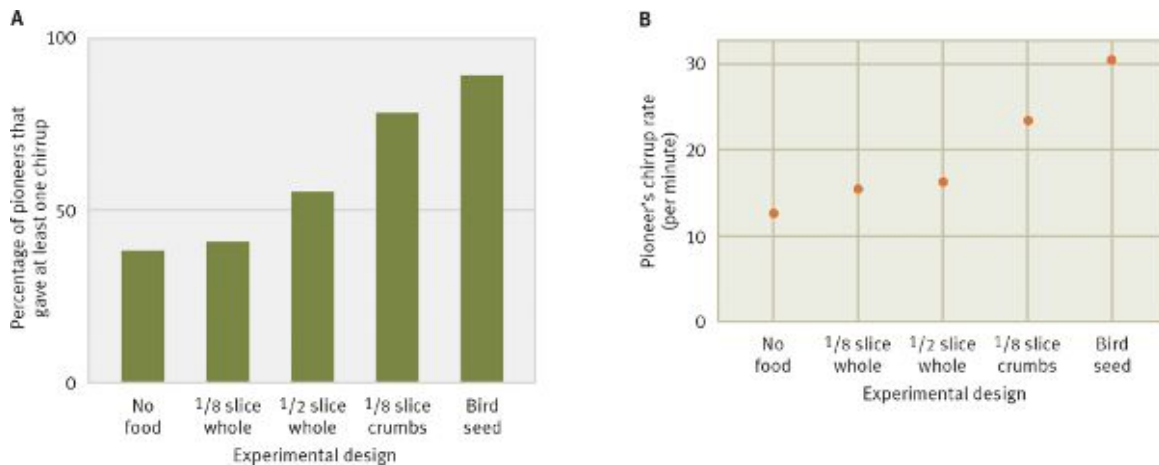 A
100
50
0
Percentage of pioneers that
gave at least one chirrup
No
food
1/8 slice
whole
1/2 slice
whole
1/8 slice
crumbs
Bird
seed
Experimental design
B
30
20
10
0
Pioneer's chirrup rate
(per minute)
No
food
1/8 slice
whole
1/2 slice
whole
1/8 slice
crumbs
Bird
seed
Experimental design